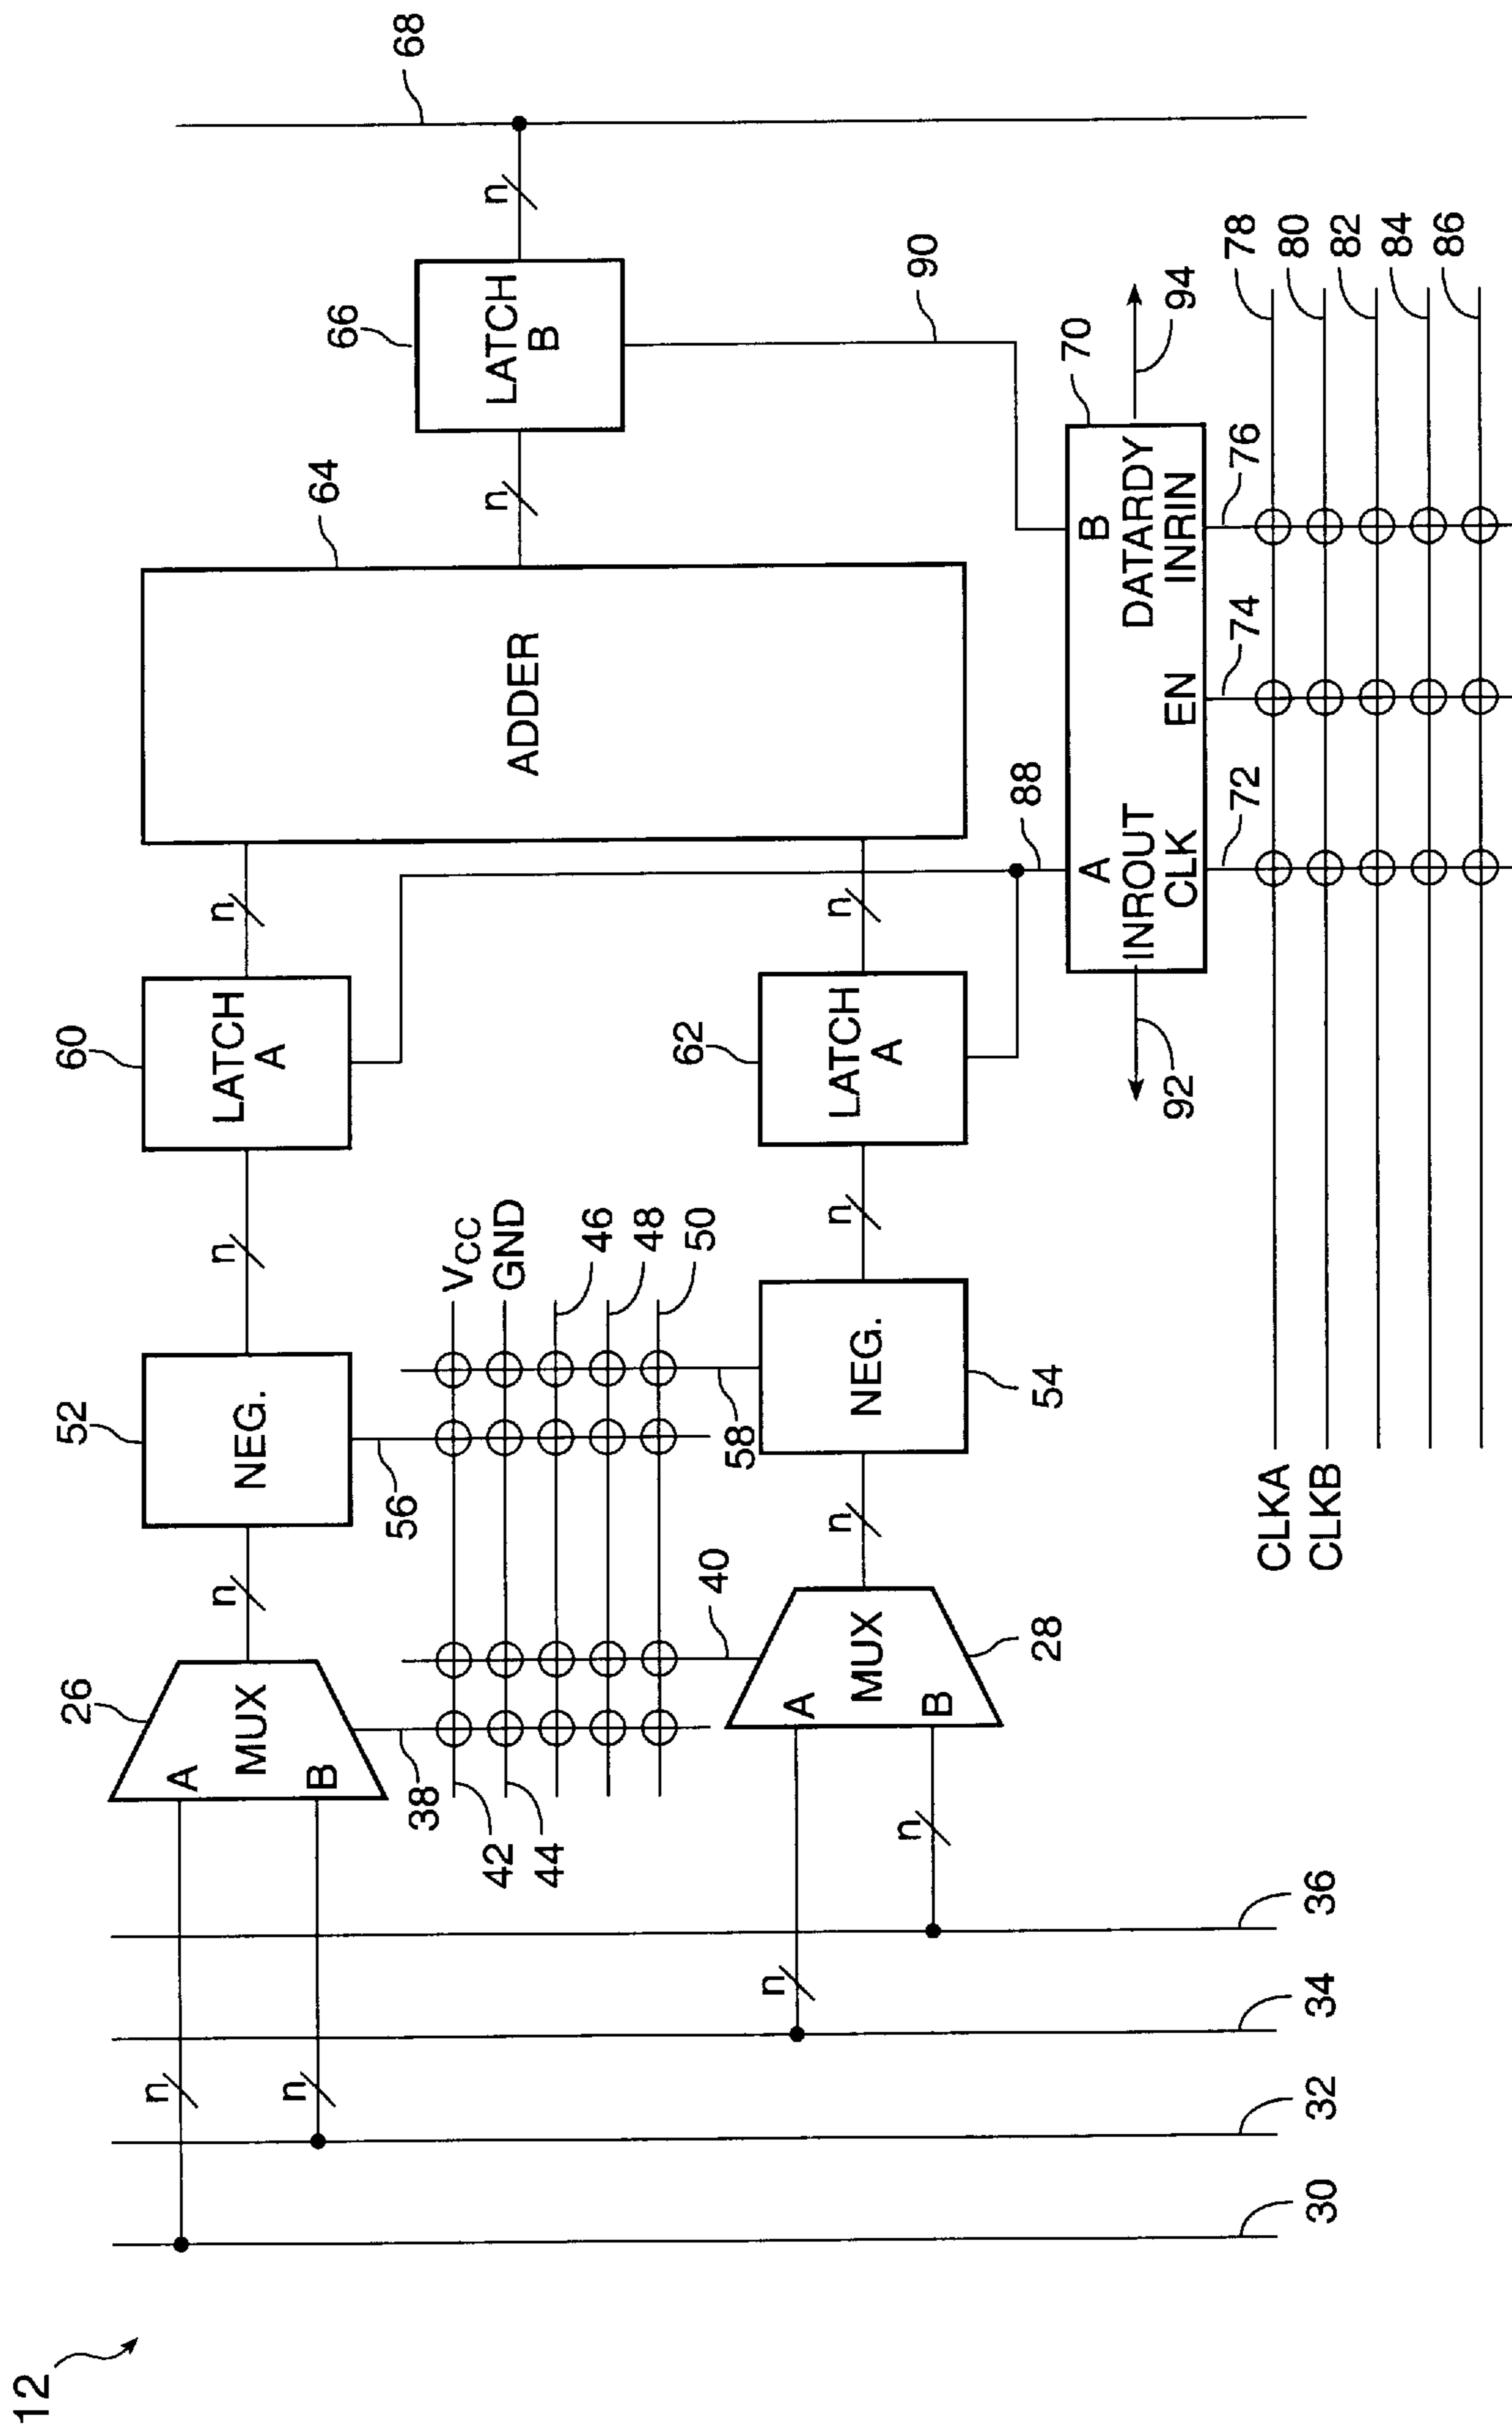 12
26
A
MUX
B
n
n
n
52
NEG.
n
60
LATCH
A
n
64
ADDER
n
66
LATCH
B
n
68
38
42
44
56
VCC
GND
46
48
50
58
40
A
MUX
B
28
n
n
n
NEG.
54
n
62
LATCH
A
n
88
90
70
A
B
INROUT
DATARDY
CLK
EN
INRIN
92
94
72
74
76
78
80
82
84
86
CLKA
CLKB
30
32
34
36